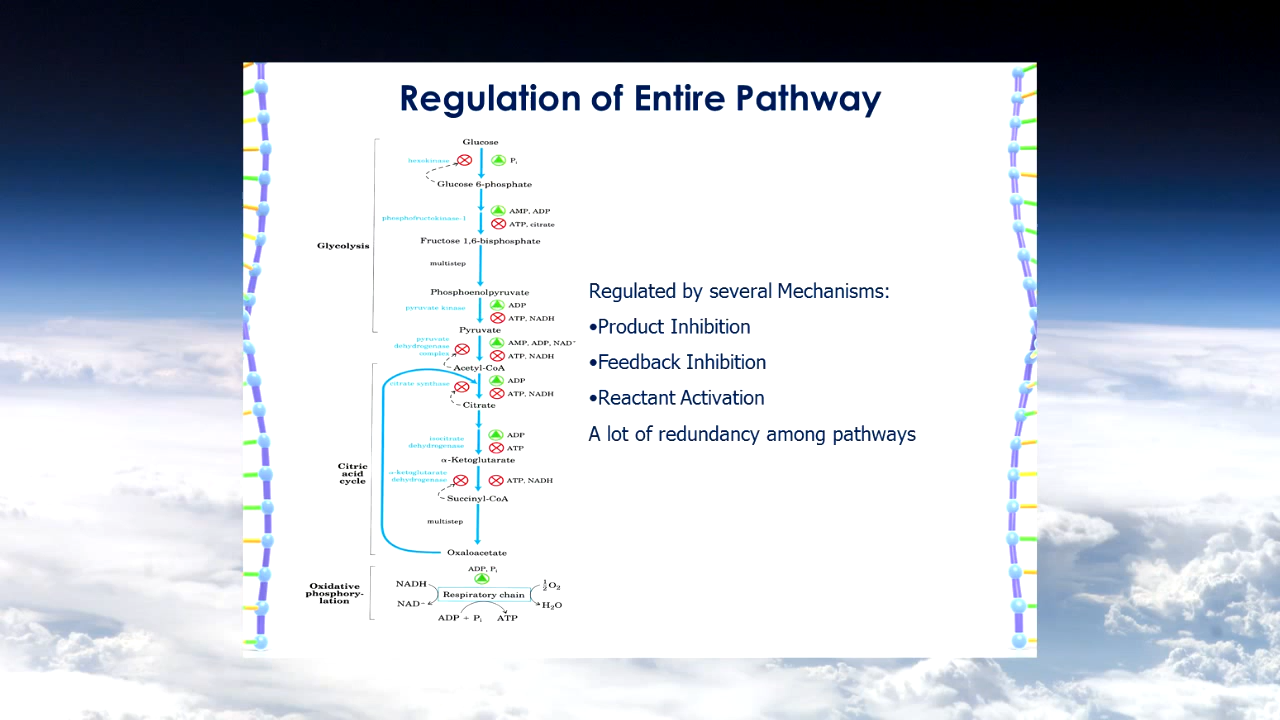 Regulation of Entire Pathway
Glucose
hexokinase
Pi
Glucose 6-phosphate
AMP, ADP
phosphofructokinase-1
ATP, citrate
Glycolysis
Fructose 1,6-bisphosphate
multistep
Phosphoenolpyruvate
pyruvate kinase
ADP
ATP, NADH
Pyruvate
pyruvate
dehydrogenase
complex
AMP, ADP, NAD+
ATP, NADH
Acetyl-CoA
citrate synthase
ADP
ATP, NADH
Citrate
isocitrate
dehydrogenase
ADP
ATP
α-Ketoglutarate
Citric
acid
cycle
α-ketoglutarate
dehydrogenase
ATP, NADH
Succinyl-CoA
multistep
Oxaloacetate
Oxidative
phosphory-
lation
ADP, Pi
NADH
½O2
Respiratory chain
NAD+
H2O
ADP + Pi
ATP
Regulated by several Mechanisms:
•Product Inhibition
•Feedback Inhibition
•Reactant Activation
A lot of redundancy among pathways